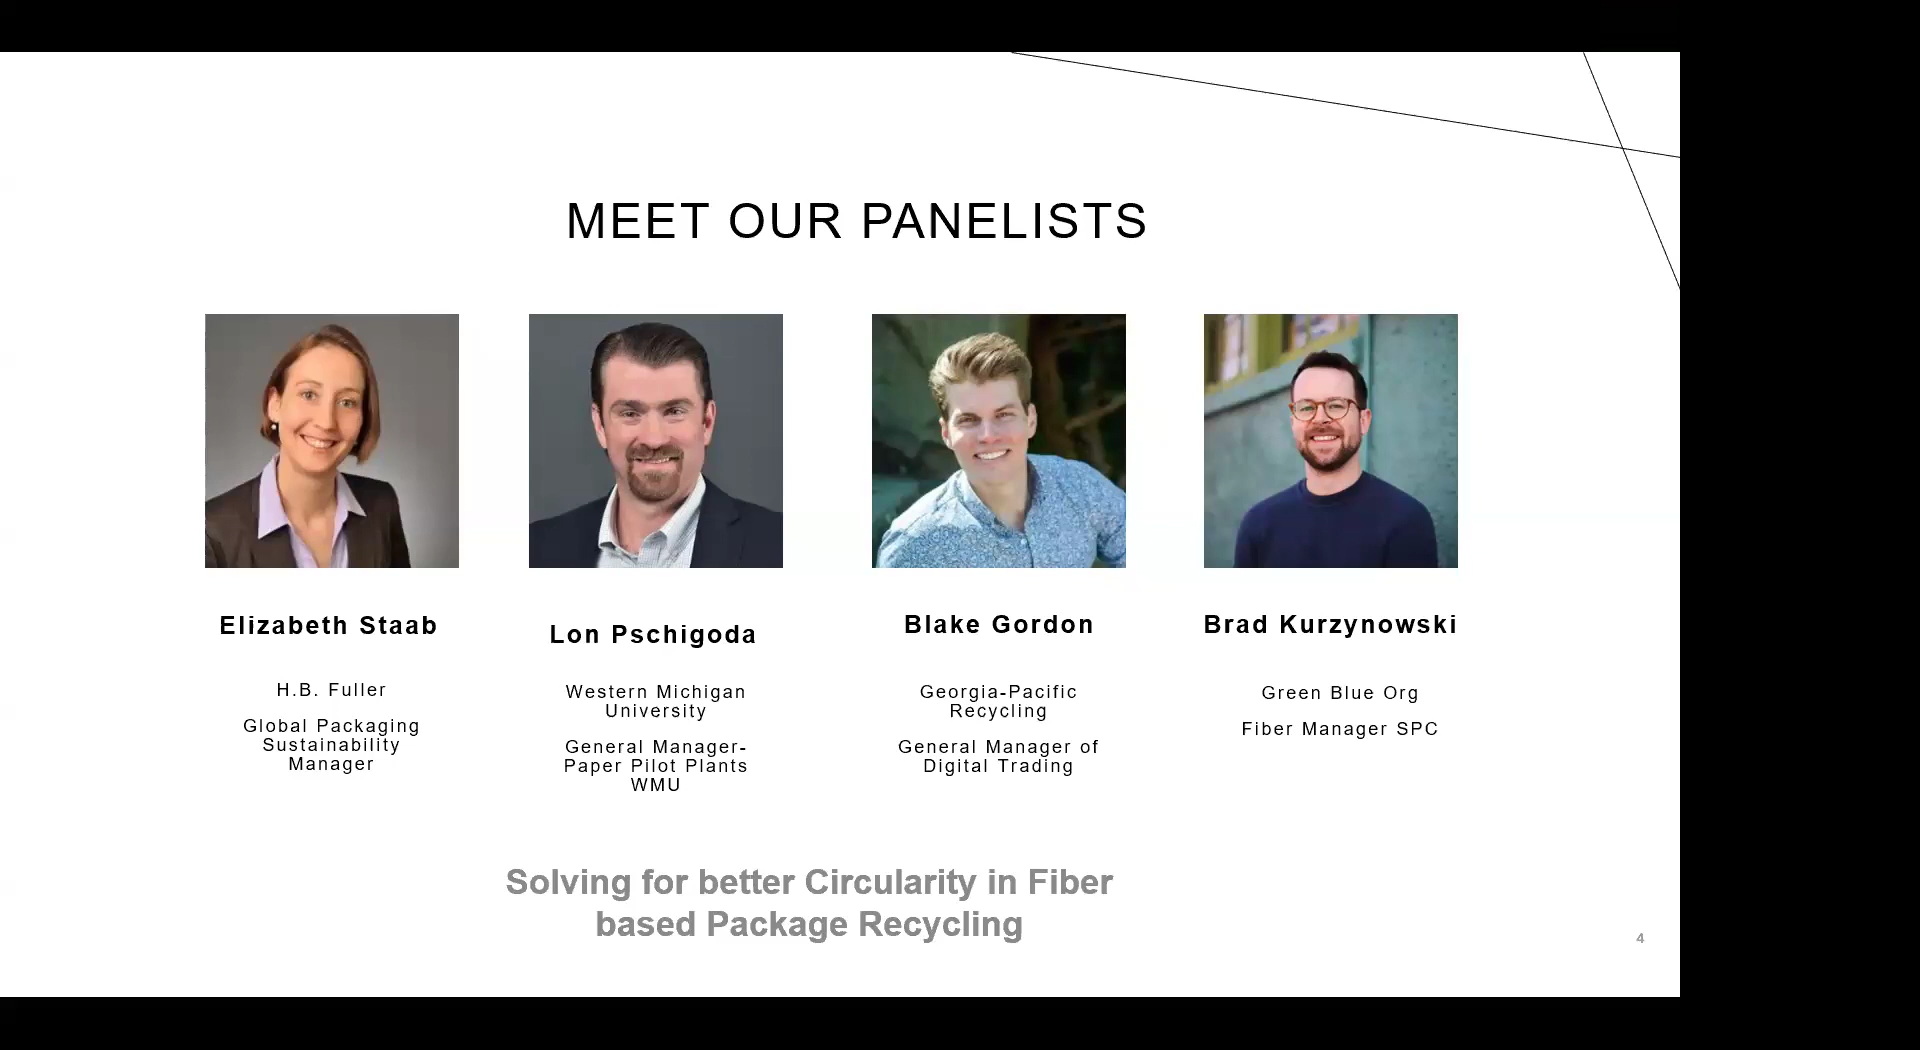 MEET OUR PANELISTS
Elizabeth Staab
H.B. Fuller
Global Packaging
Sustainability
Manager
Lon Pschigoda
Western Michigan
University
General Manager-
Paper Pilot Plants
WMU
Blake Gordon
Georgia-Pacific
Recycling
General Manager of
Digital Trading
Brad Kurzynowski
Green Blue Org
Fiber Manager SPC
Solving for better Circularity in Fiber
based Package Recycling
4